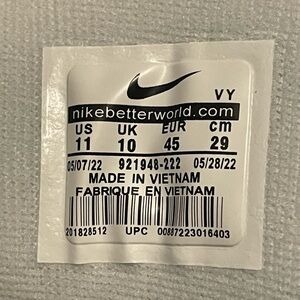 VY
nikebetterworld.com
US UK EUR cm
11 10 45 29
05/07/22 921948-222 05/28/22
MADE IN VIETNAM
FABRIQUE EN VIETNAM
201828512 UPC 00887223016403